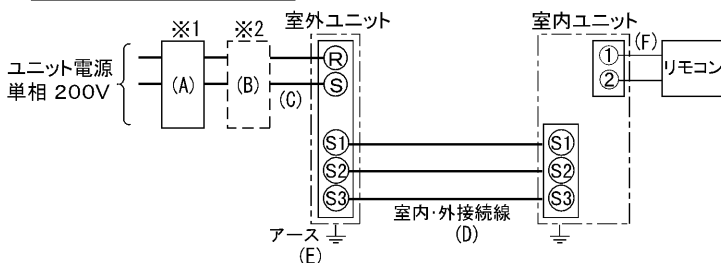 室外ユニット
室内ユニット
※1
※2
ユニット電源
単相 200V
(A)
(B)
(C)
R
S
①
②
(F)
リモコン
S1
S2
S3
S1
S2
S3
室内・外接続線
(D)
アース
(E)